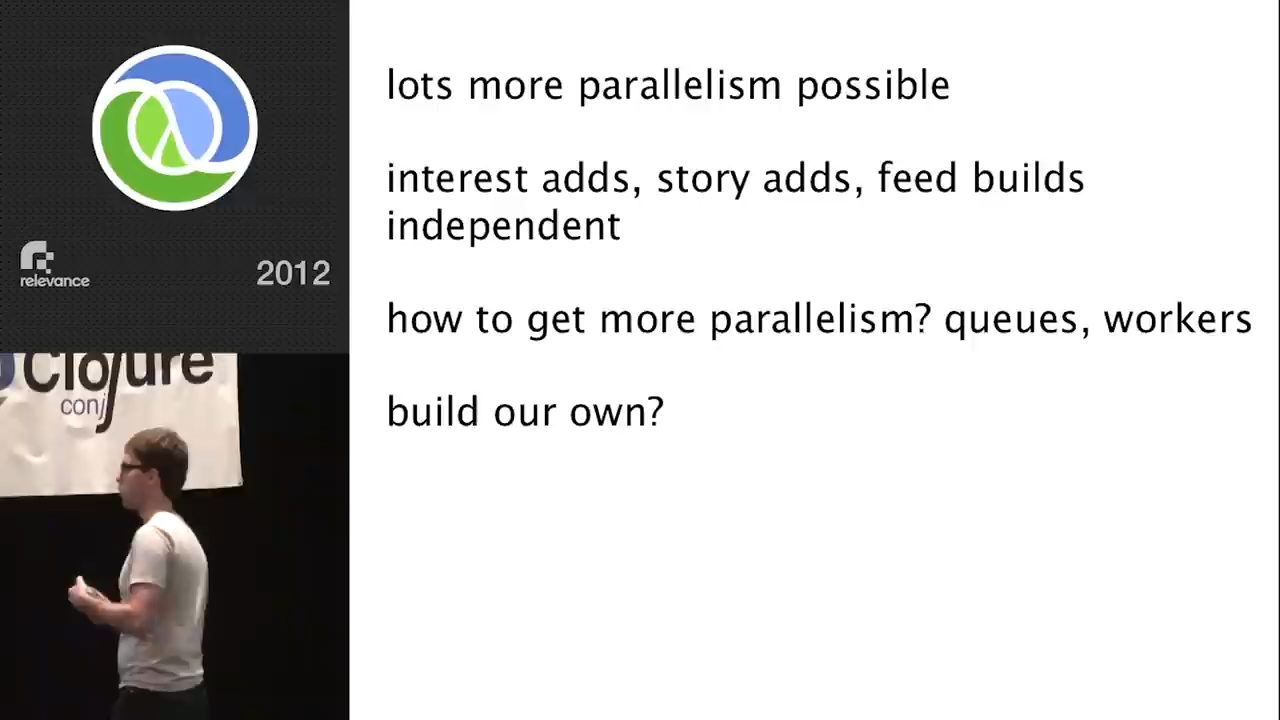 relevance
2012
Clojure
conj
lots more parallelism possible
interest adds, story adds, feed builds
independent
how to get more parallelism? queues, workers
build our own?